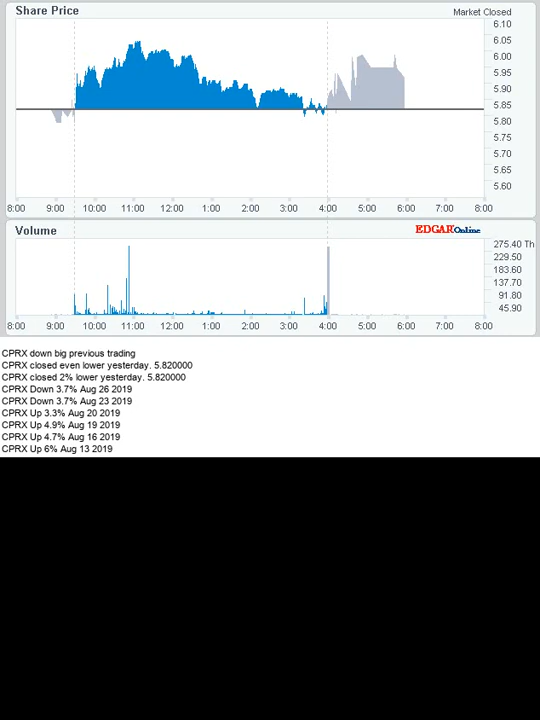 Share Price
Market Closed
6.10
6.05
6.00
5.95
5.90
5.85
5.80
5.75
5.70
5.65
5.60
8:00 9:00 10:00 11:00 12:00 1:00 2:00 3:00 4:00 5:00 6:00 7:00 8:00
Volume
EDGAR Online
275.40 Th
229.50
183.60
137.70
91.80
45.90
8:00 9:00 10:00 11:00 12:00 1:00 2:00 3:00 4:00 5:00 6:00 7:00 8:00
CPRX down big previous trading
CPRX closed even lower yesterday. 5.820000
CPRX closed 2% lower yesterday. 5.820000
CPRX Down 3.7% Aug 26 2019
CPRX Down 3.7% Aug 23 2019
CPRX Up 3.3% Aug 20 2019
CPRX Up 4.9% Aug 19 2019
CPRX Up 4.7% Aug 16 2019
CPRX Up 6% Aug 13 2019